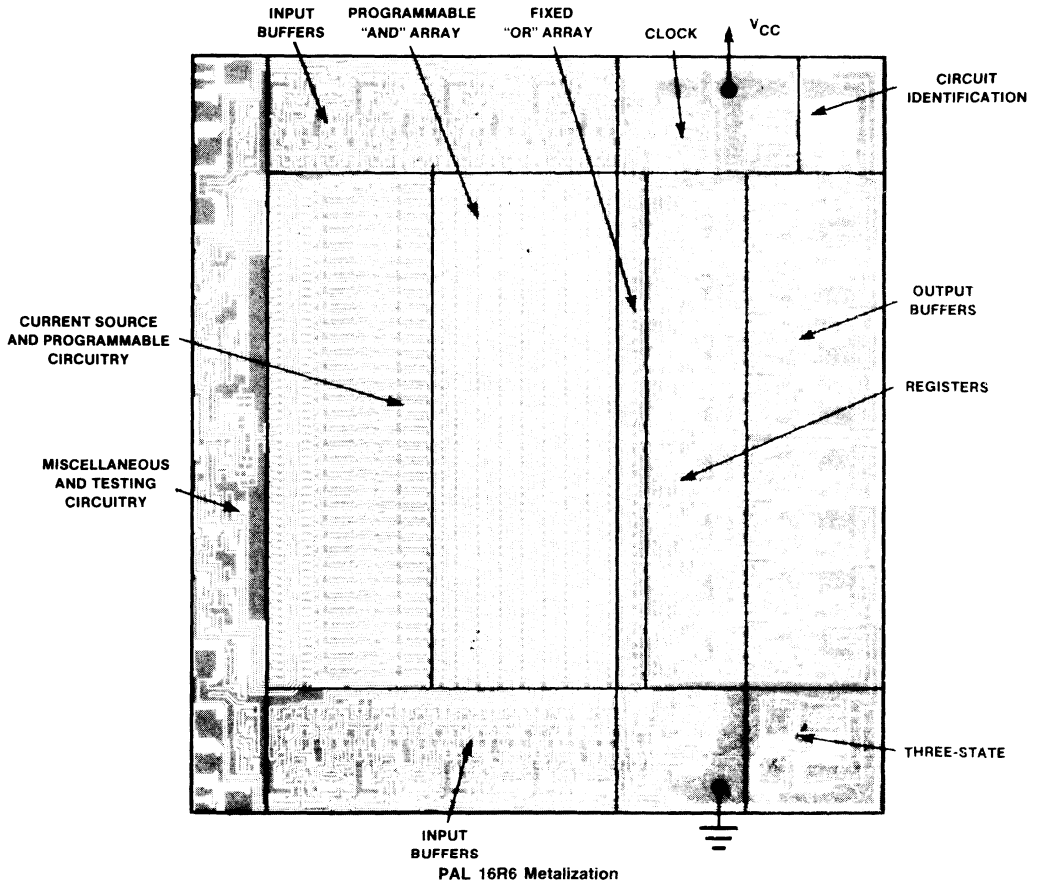 INPUT
BUFFERS
PROGRAMMABLE
“AND” ARRAY
FIXED
“OR” ARRAY
CLOCK
VCC
CIRCUIT
IDENTIFICATION
CURRENT SOURCE
AND PROGRAMMABLE
CIRCUITRY
OUTPUT
BUFFERS
REGISTERS
MISCELLANEOUS
AND TESTING
CIRCUITRY
THREE-STATE
INPUT
BUFFERS
PAL 16R6 Metalization